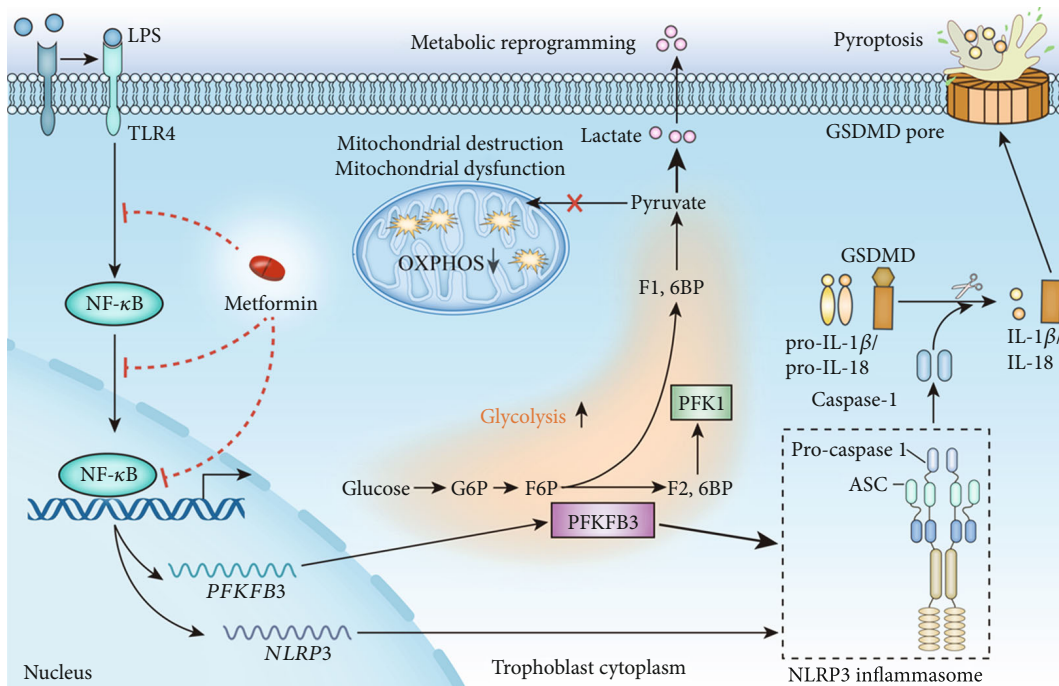 LPS
TLR4
Metabolic reprogramming
Pyroptosis
GSDMD pore
Lactate
Mitochondrial destruction
Mitochondrial dysfunction
Pyruvate
OXPHOS
NF-κB
Metformin
F1, 6BP
GSDMD
pro-IL-1β/
pro-IL-18
IL-1β/
IL-18
Caspase-1
Glycolysis
PFK1
Pro-caspase 1
ASC
NF-κB
Glucose
G6P
F6P
F2, 6BP
PFKFB3
PFKFB3
NLRP3
Nucleus
Trophoblast cytoplasm
NLRP3 inflammasome